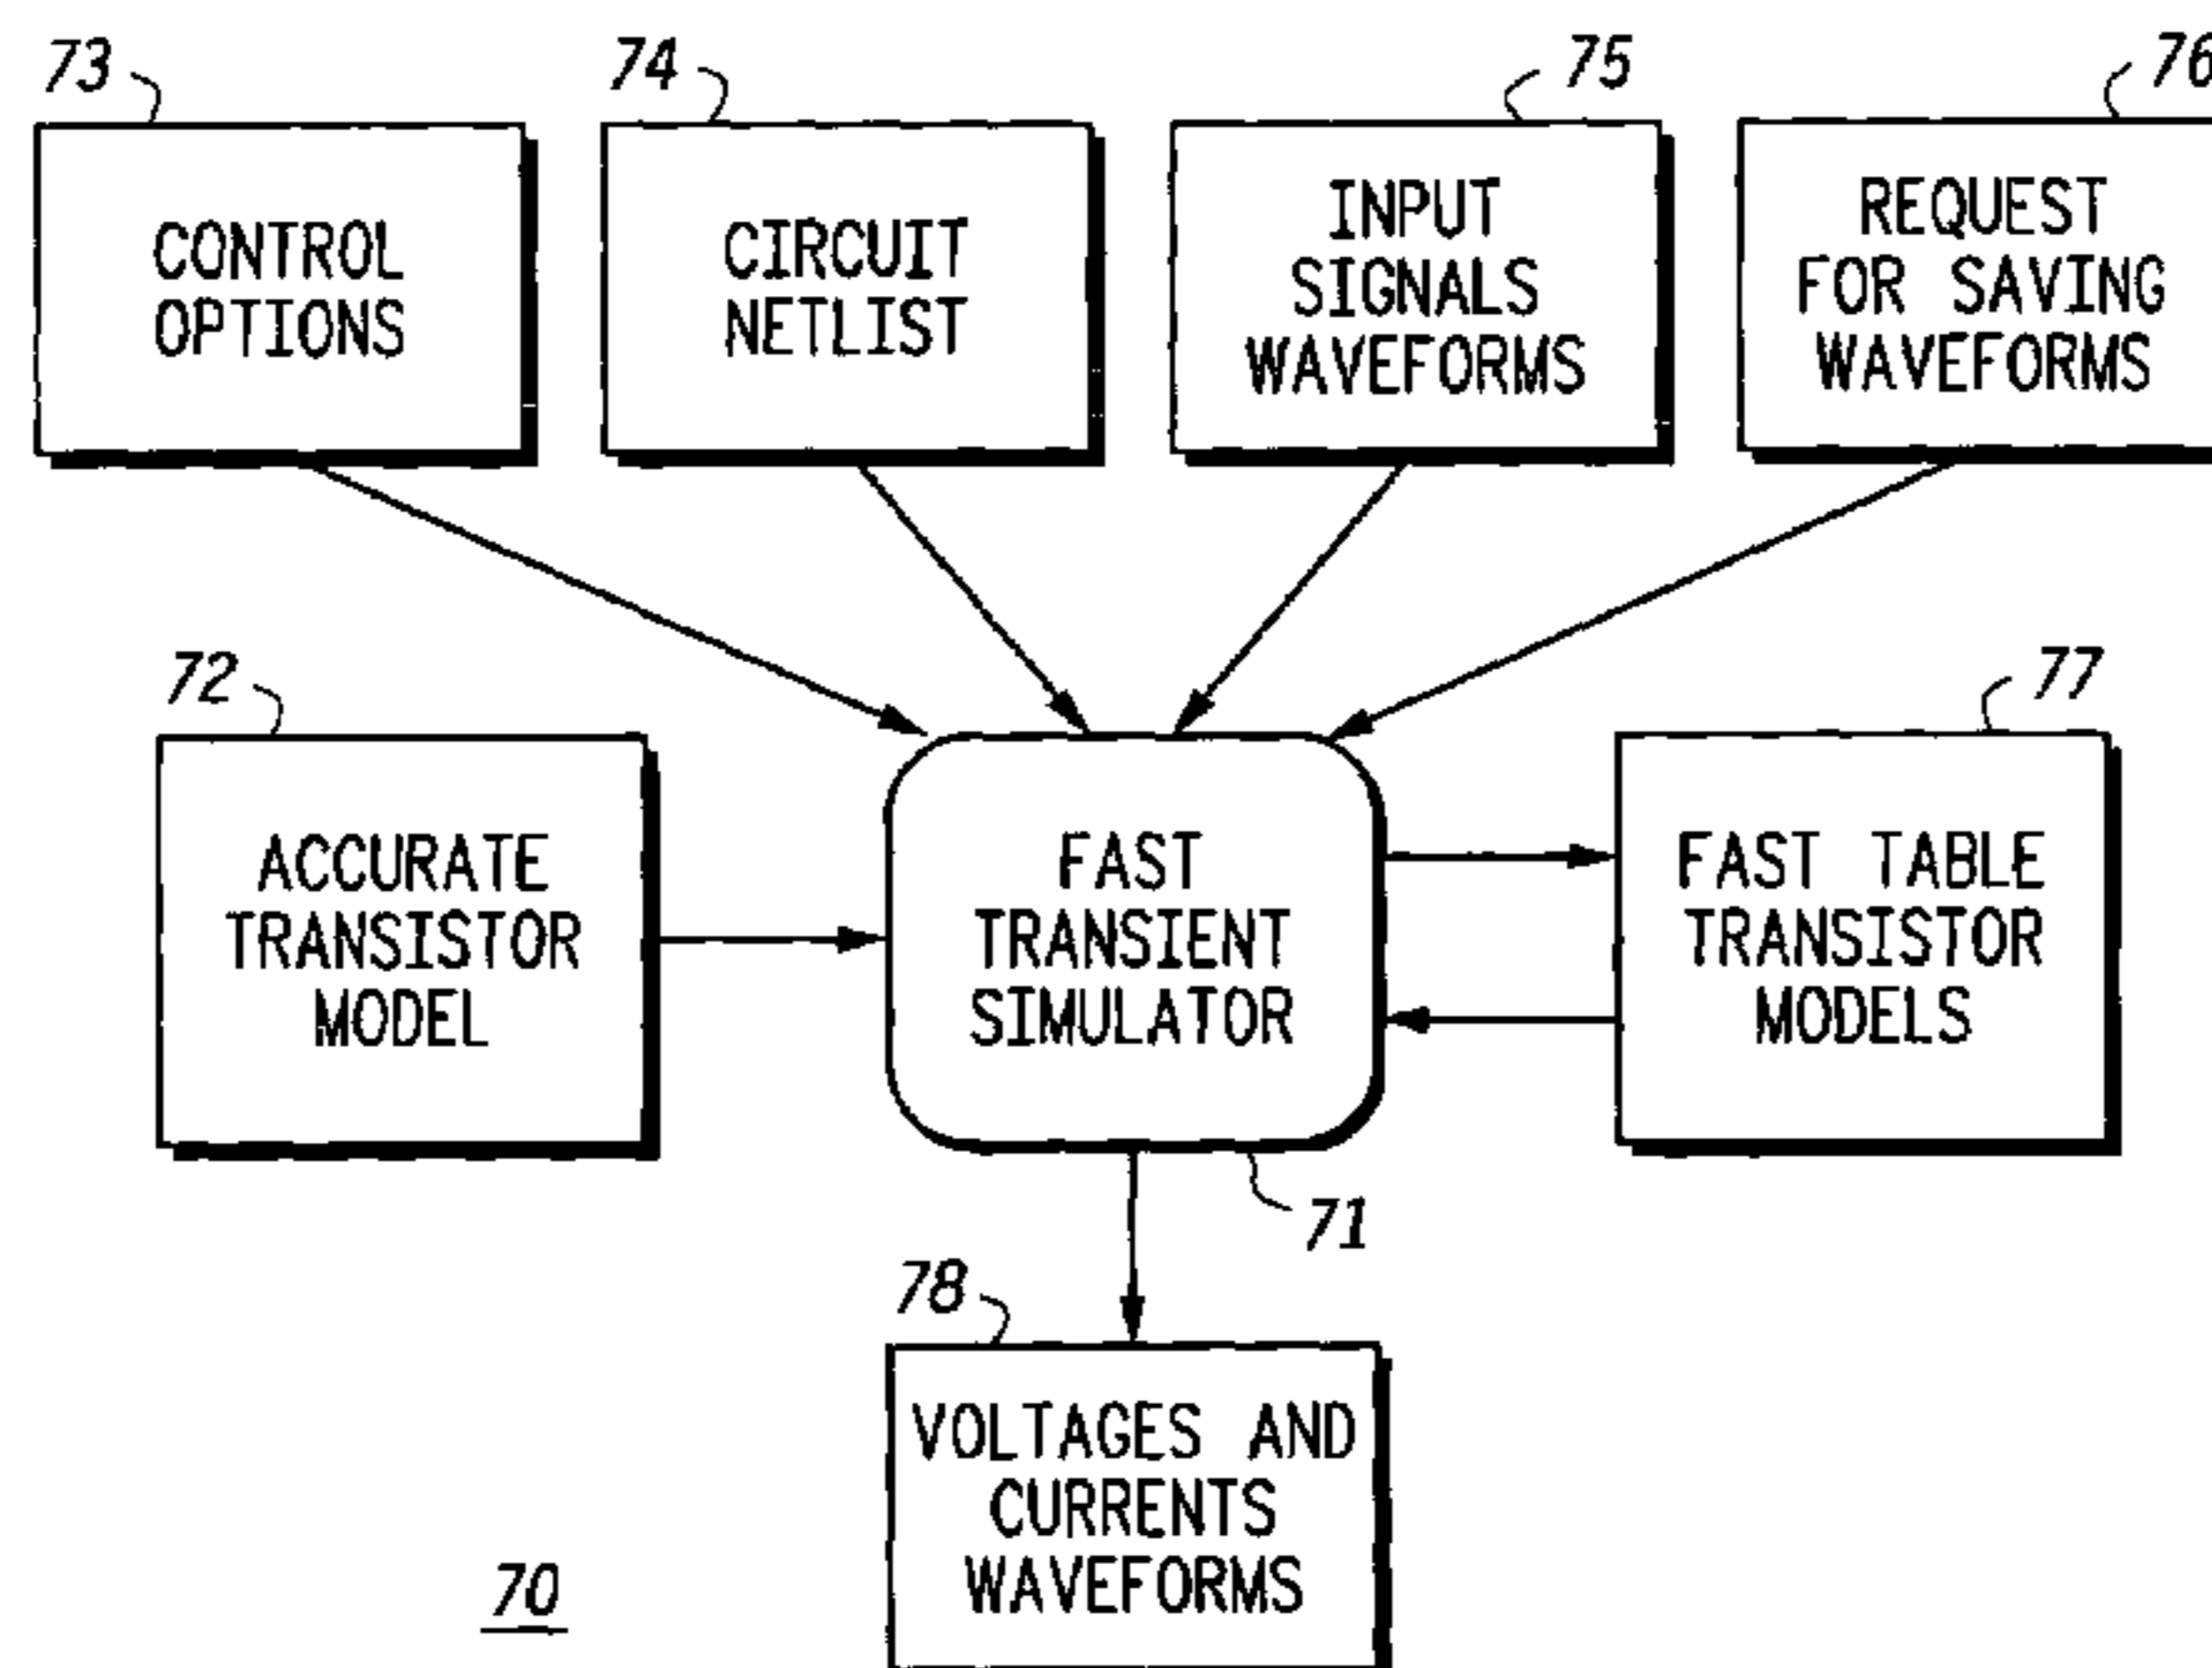 73
74
75
76
CONTROL
OPTIONS
CIRCUIT
NETLIST
INPUT
SIGNALS
WAVEFORMS
REQUEST
FOR SAVING
WAVEFORMS
72
77
ACCURATE
TRANSISTOR
MODEL
FAST
TRANSIENT
SIMULATOR
FAST TABLE
TRANSISTOR
MODELS
71
78
VOLTAGES AND
CURRENTS
WAVEFORMS
70